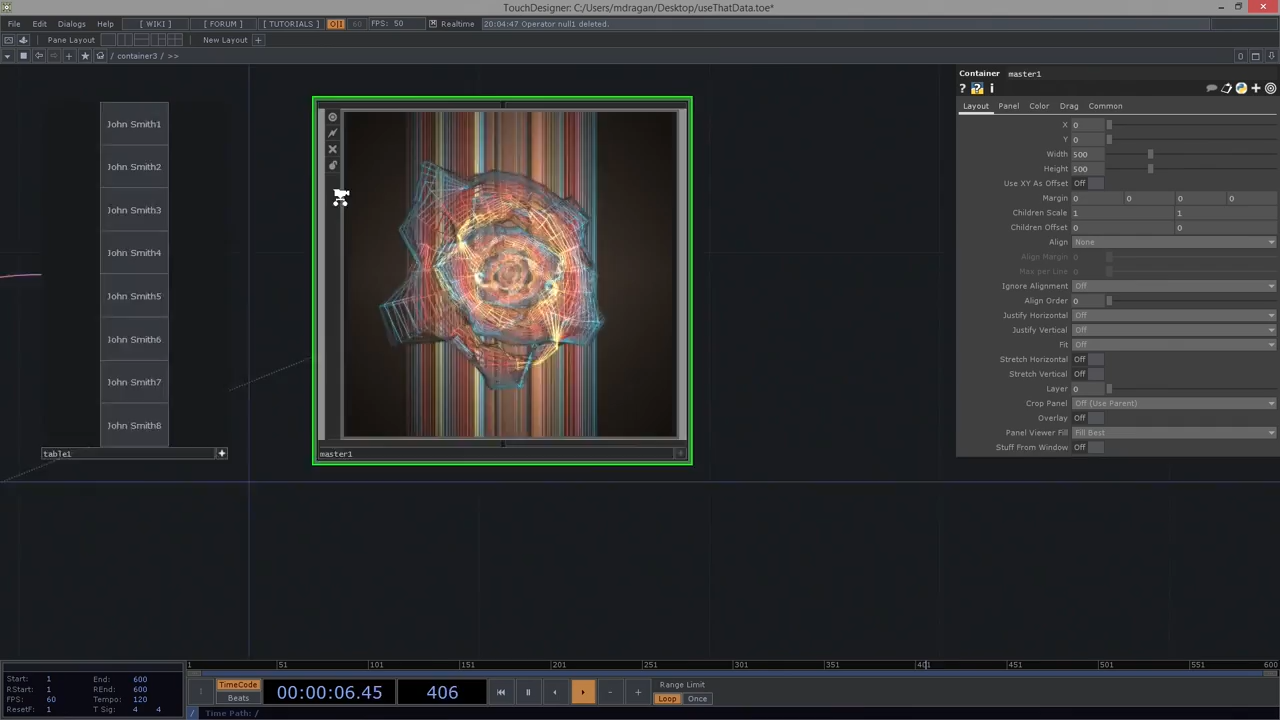 TouchDesigner: C:/Users/mdragan/Desktop/useThatData.toe*
File Edit Dialogs Help [ WIKI ] [ FORUM ] [ TUTORIALS ] O|I 60 FPS: 50 Realtime 20:04:47 Operator null1 deleted.
Pane Layout New Layout +
/ container3 / >>
John Smith1
John Smith2
John Smith3
John Smith4
John Smith5
John Smith6
John Smith7
John Smith8
table1
master1
Container master1
Layout Panel Color Drag Common
X 0
Y 0
Width 500
Height 500
Use XY As Offset Off
Margin 0 0 0 0
Children Scale 1 1
Children Offset 0 0
Align None
Align Margin 0
Max per Line 0
Ignore Alignment Off
Align Order 0
Justify Horizontal Off
Justify Vertical Off
Fit Off
Stretch Horizontal Off
Stretch Vertical Off
Layer 0
Crop Panel Off (Use Parent)
Overlay Off
Panel Viewer Fill Fill Best
Stuff From Window Off
1 51 101 151 201 251 301 351 401 451 501 551 600
Start: 1 End: 600
RStart: 1 REnd: 600
FPS: 60 Tempo: 120
ResetF: 1 T Sig: 4 4
TimeCode
Beats
00:00:06.45 406
Range Limit
Loop Once
/ Time Path: /